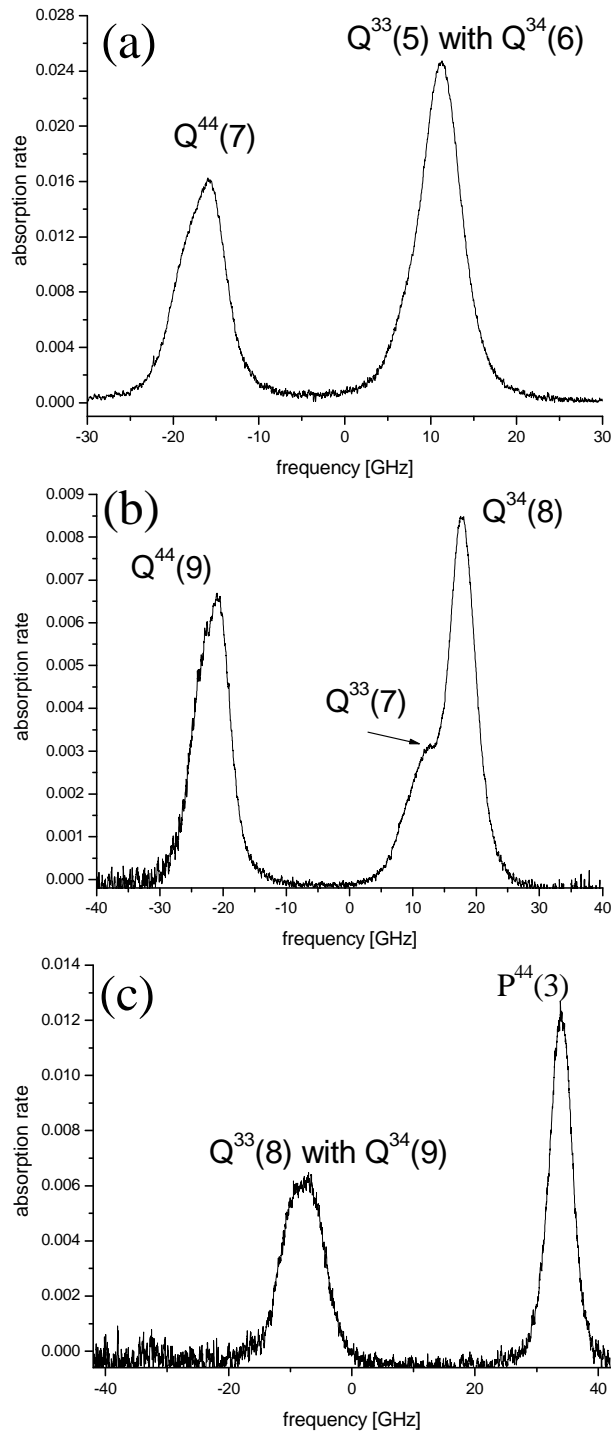 (a)
Q³³(5) with Q³⁴(6)
Q⁴⁴(7)
absorption rate
0.028
0.024
0.020
0.016
0.012
0.008
0.004
0.000
-30 -20 -10 0 10 20 30
frequency [GHz]
(b)
Q³⁴(8)
Q⁴⁴(9)
Q³³(7)
absorption rate
0.009
0.008
0.007
0.006
0.005
0.004
0.003
0.002
0.001
0.000
-40 -30 -20 -10 0 10 20 30 40
frequency [GHz]
(c)
P⁴⁴(3)
Q³³(8) with Q³⁴(9)
absorption rate
0.014
0.012
0.010
0.008
0.006
0.004
0.002
0.000
-40 -20 0 20 40
frequency [GHz]